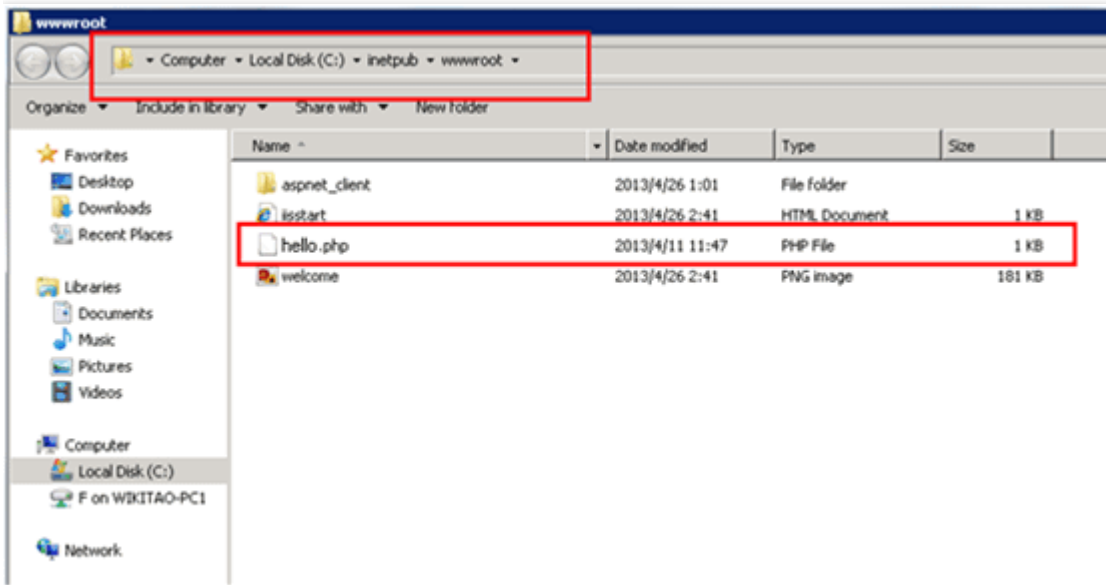 wwwroot
Computer Local Disk (C:) inetpub wwwroot
Organize Include in library Share with New folder
Favorites
Desktop
Downloads
Recent Places
Libraries
Documents
Music
Pictures
Videos
Computer
Local Disk (C:)
F on WIKITAO-PC1
Network
Name Date modified Type Size
aspnet_client 2013/4/26 1:01 File folder
iisstart 2013/4/26 2:41 HTML Document 1 KB
hello.php 2013/4/11 11:47 PHP File 1 KB
welcome 2013/4/26 2:41 PNG image 181 KB